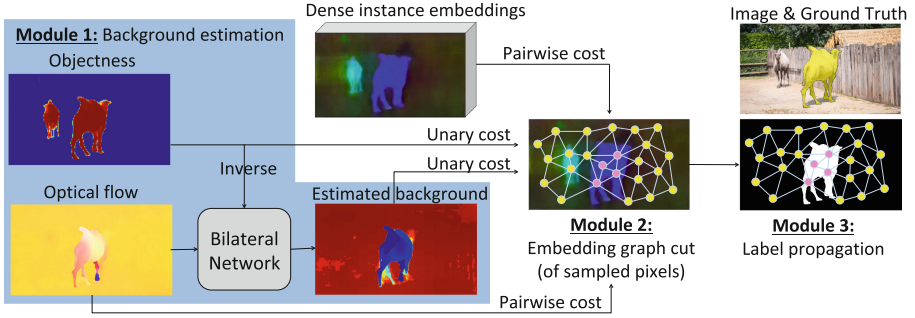 Module 1: Background estimation
Objectness
Inverse
Optical flow
Bilateral
Network
Estimated background
Dense instance embeddings
Pairwise cost
Unary cost
Unary cost
Pairwise cost
Module 2:
Embedding graph cut
(of sampled pixels)
Image & Ground Truth
Module 3:
Label propagation